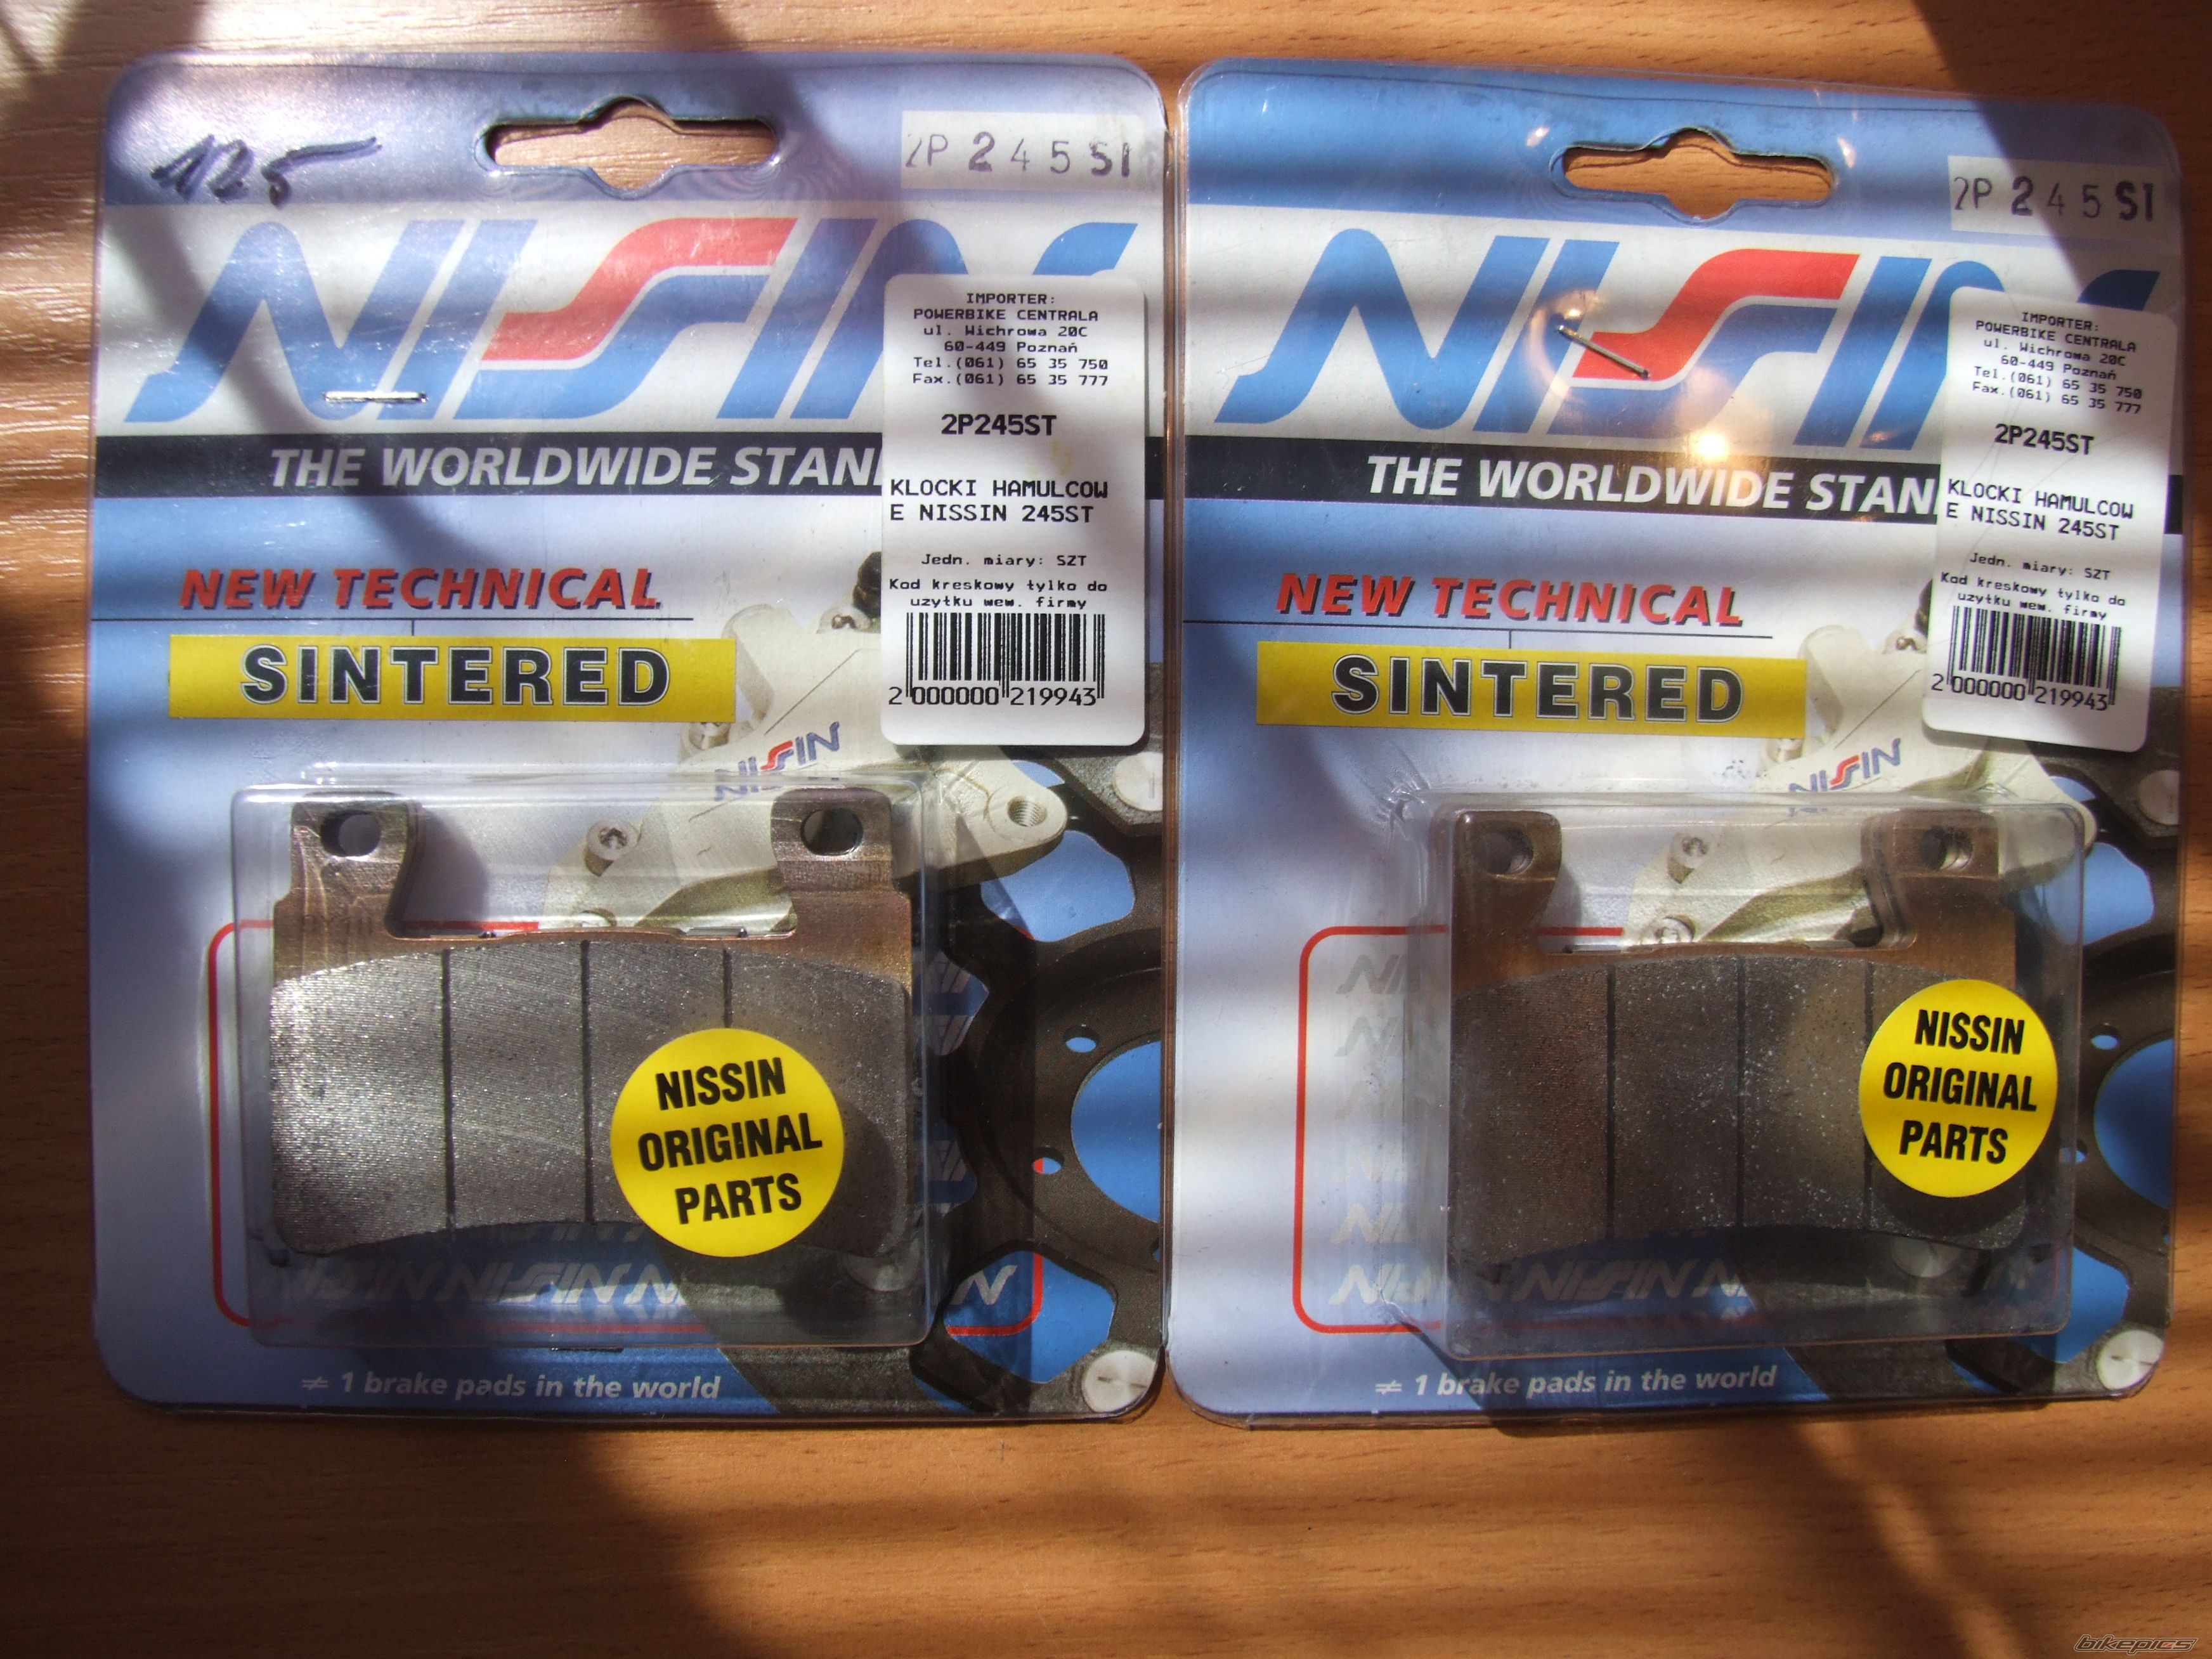 125
2P 245 SI
NISSIN
IMPORTER:
POWERBIKE CENTRALA
ul. Wichrowa 20C
60-449 Poznań
Tel.(061) 65 35 750
Fax.(061) 65 35 777
2P245ST
KLOCKI HAMULCOW
E NISSIN 245ST
Jedn. miary: SZT
Kod kreskowy tylko do
uzytku wew. firmy
2 000000 219943
THE WORLDWIDE STAN
NEW TECHNICAL
SINTERED
NISSIN
NISSIN
ORIGINAL
PARTS
≠ 1 brake pads in the world
2P 245 SI
NISSIN
IMPORTER:
POWERBIKE CENTRALA
ul. Wichrowa 20C
60-449 Poznań
Tel.(061) 65 35 750
Fax.(061) 65 35 777
2P245ST
KLOCKI HAMULCOW
E NISSIN 245ST
Jedn. miary: SZT
Kod kreskowy tylko do
uzytku wew. firmy
2 000000 219943
THE WORLDWIDE STAN
NEW TECHNICAL
SINTERED
NISSIN
NISSIN
ORIGINAL
PARTS
≠ 1 brake pads in the world
bikepics